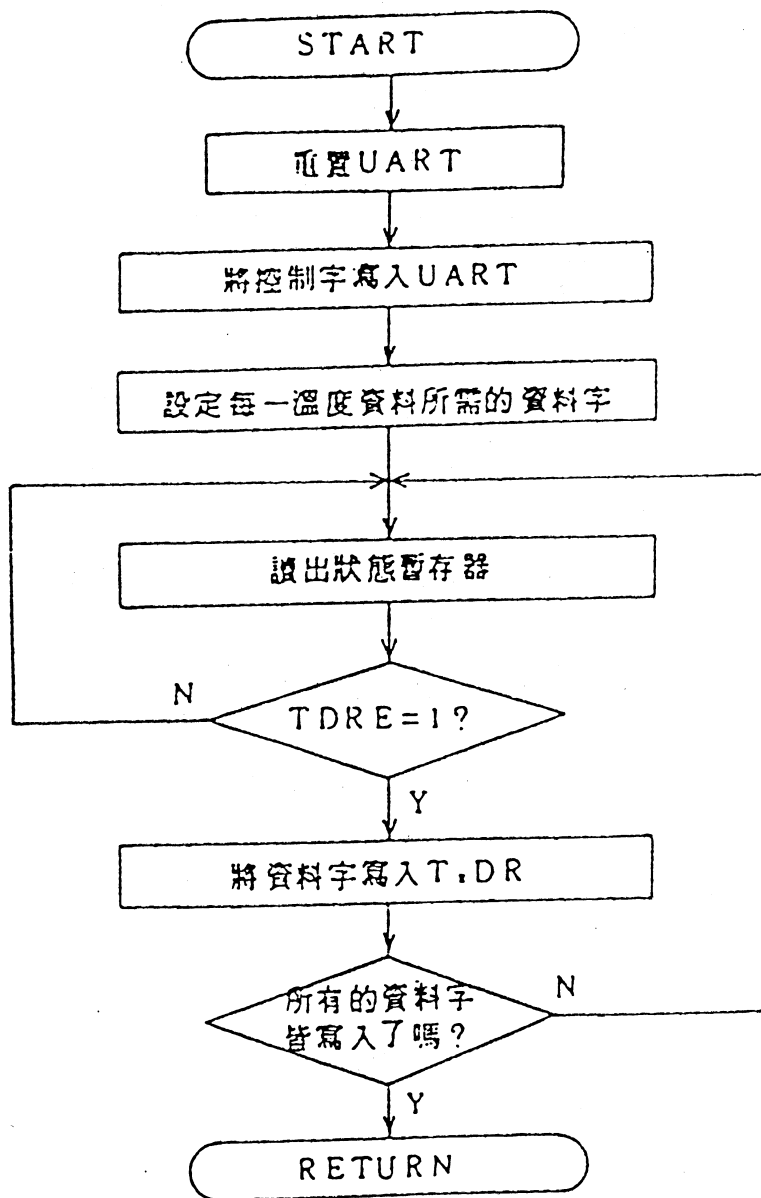 START
重置UART
將控制字寫入UART
設定每一溫度資料所需的資料字
讀出狀態暫存器
N
TDRE=1?
Y
將資料字寫入TxDR
所有的資料字
皆寫入了嗎?
N
Y
RETURN